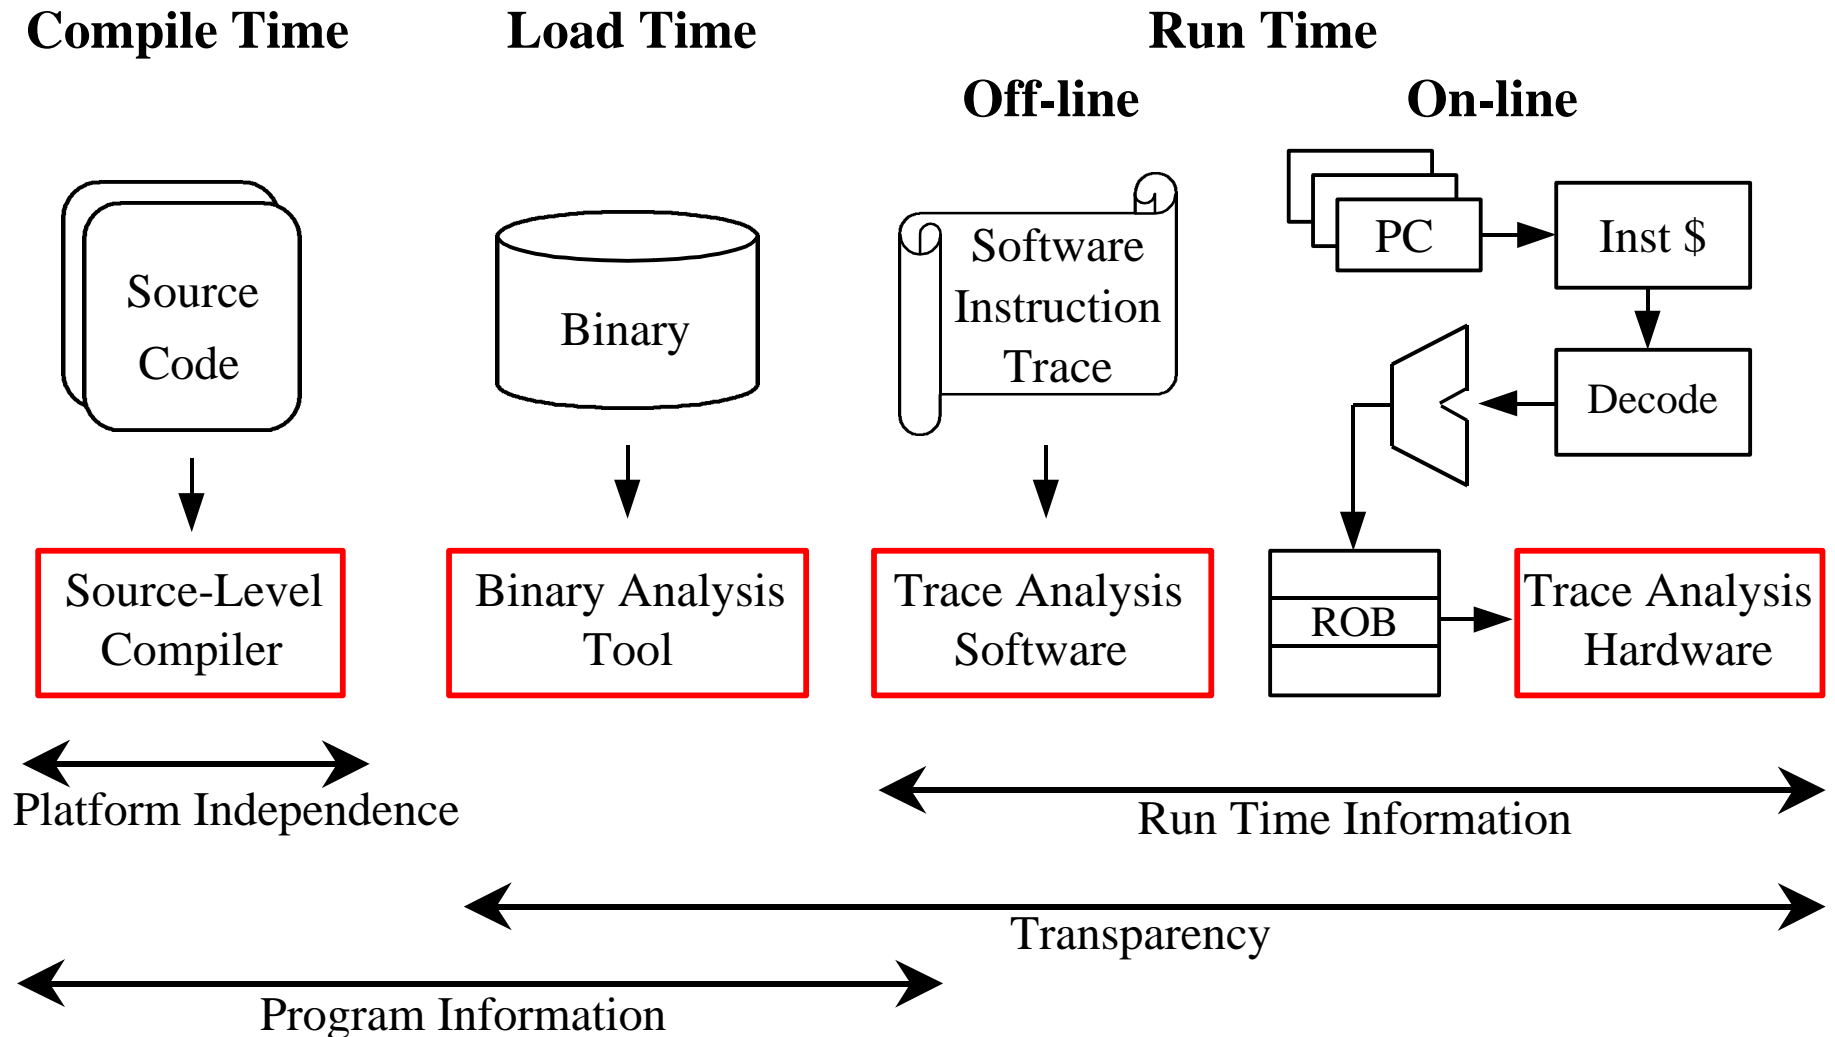 Compile Time
Load Time
Run Time
Off-line
On-line
Source
Code
Binary
Software
Instruction
Trace
PC
Inst $
Decode
Source-Level
Compiler
Binary Analysis
Tool
Trace Analysis
Software
ROB
Trace Analysis
Hardware
Platform Independence
Run Time Information
Transparency
Program Information